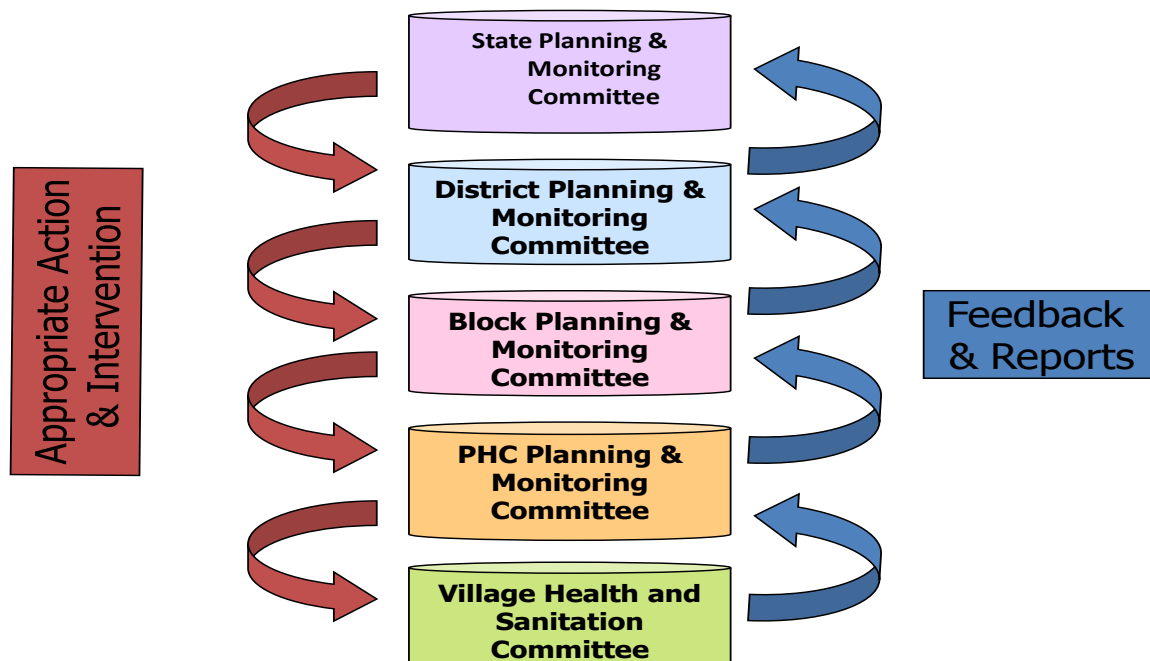 State Planning &
Monitoring
Committee
District Planning &
Monitoring
Committee
Block Planning &
Monitoring
Committee
PHC Planning &
Monitoring
Committee
Village Health and
Sanitation
Committee
Appropriate Action
& Intervention
Feedback
& Reports